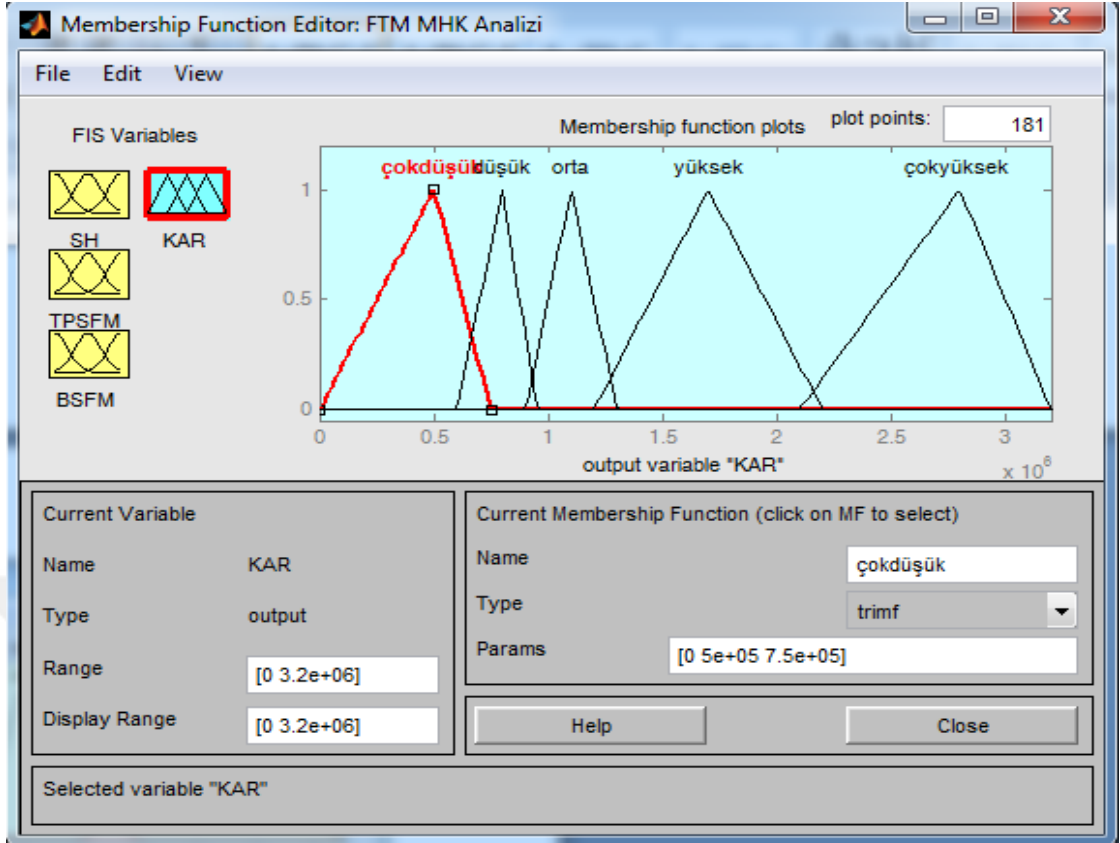 Membership Function Editor: FTM MHK Analizi
File Edit View
FIS Variables
SH
KAR
TPSFM
BSFM
Membership function plots
plot points:
181
çokdüşük
düşük
orta
yüksek
çokyüksek
1
0.5
0
0 0.5 1 1.5 2 2.5 3
output variable "KAR"
x 10⁶
Current Variable
Name KAR
Type output
Range [0 3.2e+06]
Display Range [0 3.2e+06]
Current Membership Function (click on MF to select)
Name çokdüşük
Type trimf
Params [0 5e+05 7.5e+05]
Help Close
Selected variable "KAR"